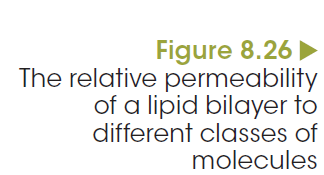 Figure 8.26 ▶
The relative permeability
of a lipid bilayer to
different classes of
molecules